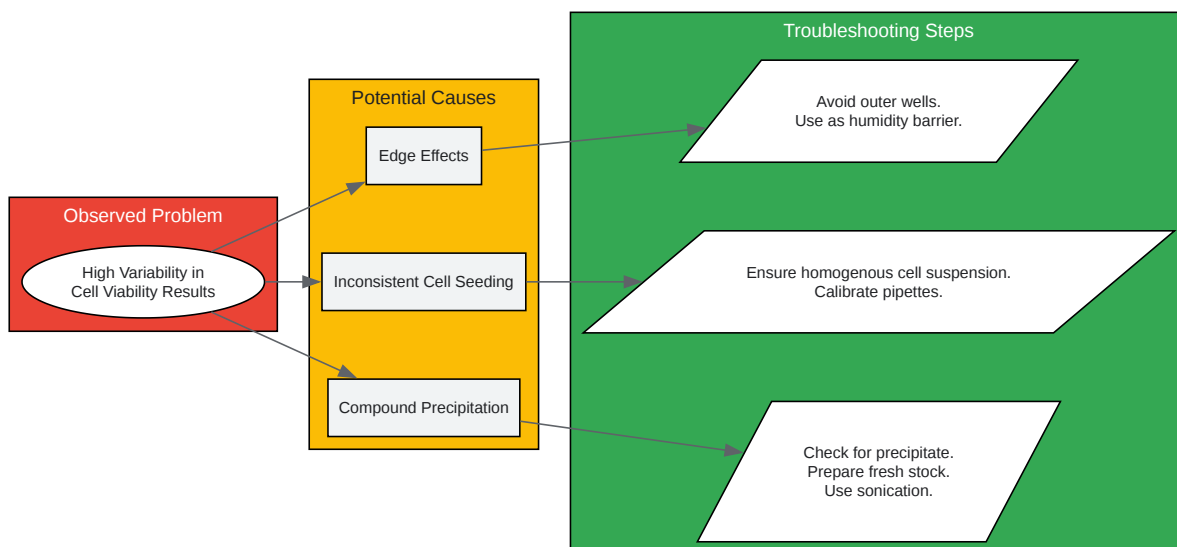 Observed Problem
High Variability in
Cell Viability Results
Potential Causes
Edge Effects
Inconsistent Cell Seeding
Compound Precipitation
Troubleshooting Steps
Avoid outer wells.
Use as humidity barrier.
Ensure homogenous cell suspension.
Calibrate pipettes.
Check for precipitate.
Prepare fresh stock.
Use sonication.